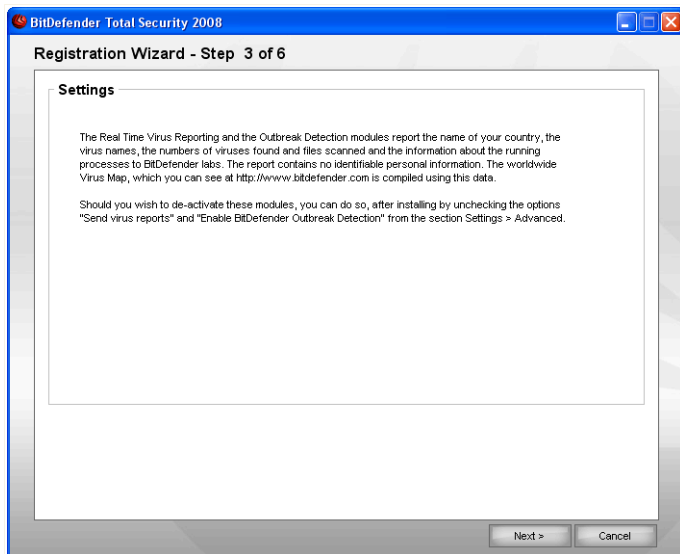 BitDefender Total Security 2008
Registration Wizard - Step 3 of 6
Settings
The Real Time Virus Reporting and the Outbreak Detection modules report the name of your country, the
virus names, the numbers of viruses found and files scanned and the information about the running
processes to BitDefender labs. The report contains no identifiable personal information. The worldwide
Virus Map, which you can see at http://www.bitdefender.com is compiled using this data.
Should you wish to de-activate these modules, you can do so, after installing by unchecking the options
"Send virus reports" and "Enable BitDefender Outbreak Detection" from the section Settings > Advanced.
Next >
Cancel